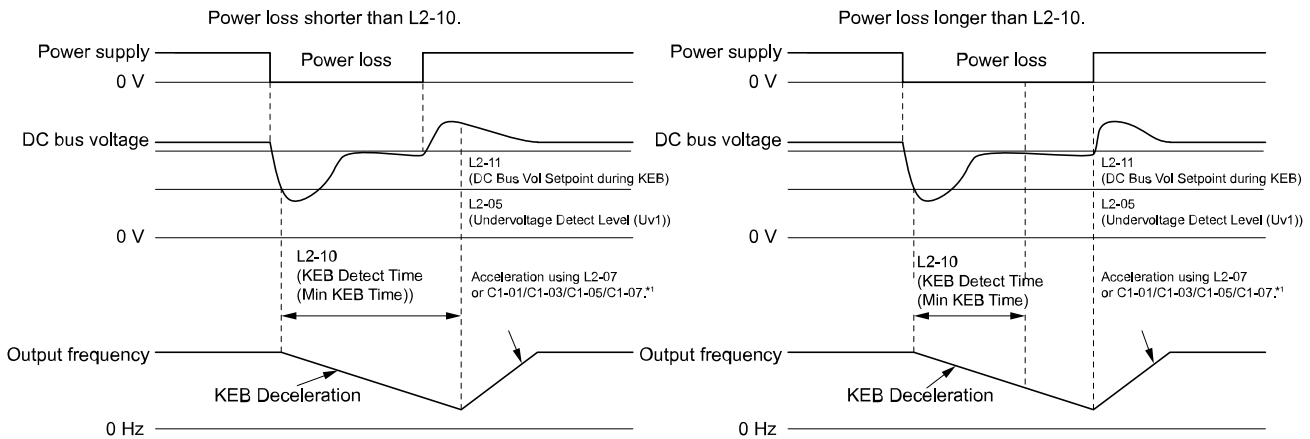 Power loss shorter than L2-10.
Power supply
Power loss
0 V
DC bus voltage
L2-11
(DC Bus Vol Setpoint during KEB)
L2-05
(Undervoltage Detect Level (Uv1))
0 V
L2-10
(KEB Detect Time
(Min KEB Time))
Acceleration using L2-07
or C1-01/C1-03/C1-05/C1-07.*1
Output frequency
KEB Deceleration
0 Hz
Power loss longer than L2-10.
Power supply
Power loss
0 V
DC bus voltage
L2-11
(DC Bus Vol Setpoint during KEB)
L2-05
(Undervoltage Detect Level (Uv1))
0 V
L2-10
(KEB Detect Time
(Min KEB Time)
Acceleration using L2-07
or C1-01/C1-03/C1-05/C1-07.*1
Output frequency
KEB Deceleration
0 Hz